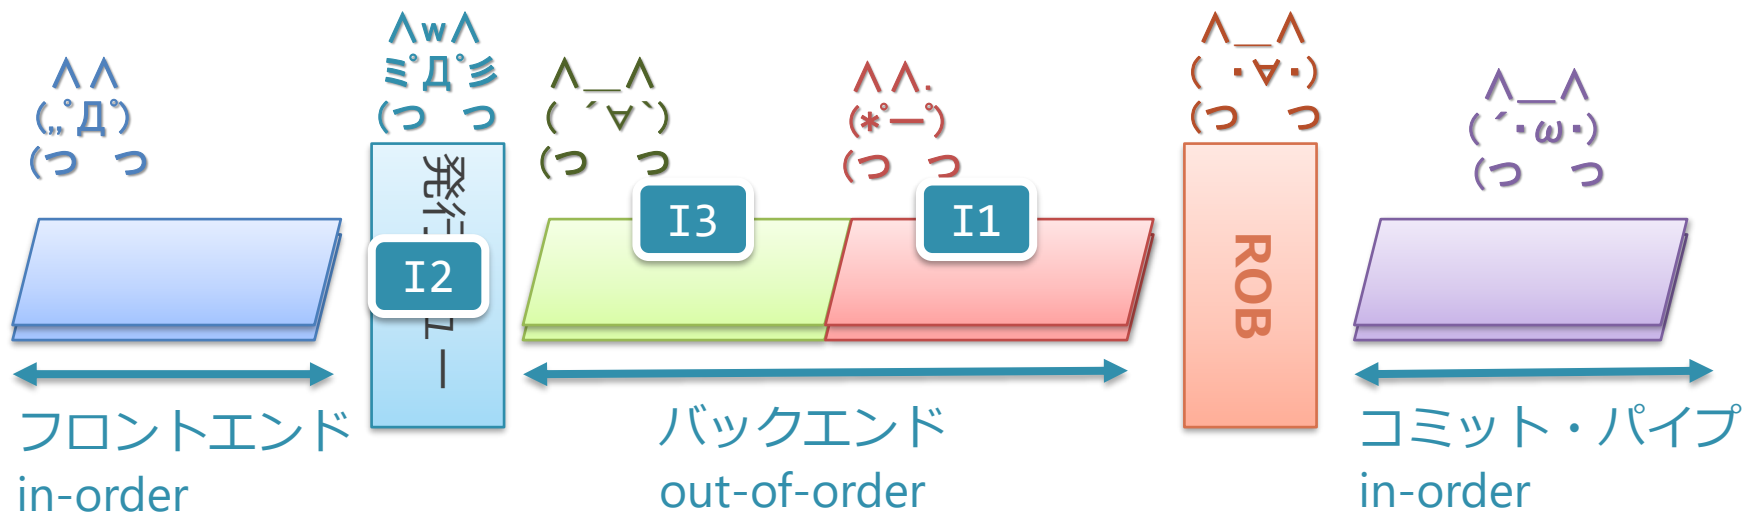 ∧∧
(,,ﾟДﾟ)
(つ　つ
∧w∧
ミﾟДﾟ彡
(つ　つ
∧＿∧
( ´∀`)
(つ　つ
∧∧.
(*ﾟーﾟ)
(つ　つ
∧＿∧
( ・∀・)
(つ　つ
∧＿∧
( ´・ω・)
(つ　つ
I2
I3
I1
ROB
フロントエンド
in-order
バックエンド
out-of-order
コミット・パイプ
in-order